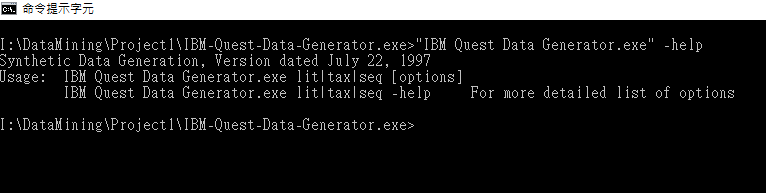 命令提示字元
I:\DataMining\Project1\IBM-Quest-Data-Generator.exe>"IBM Quest Data Generator.exe" -help
Synthetic Data Generation, Version dated July 22, 1997
Usage:  IBM Quest Data Generator.exe lit|tax|seq [options]
        IBM Quest Data Generator.exe lit|tax|seq -help     For more detailed list of options
I:\DataMining\Project1\IBM-Quest-Data-Generator.exe>